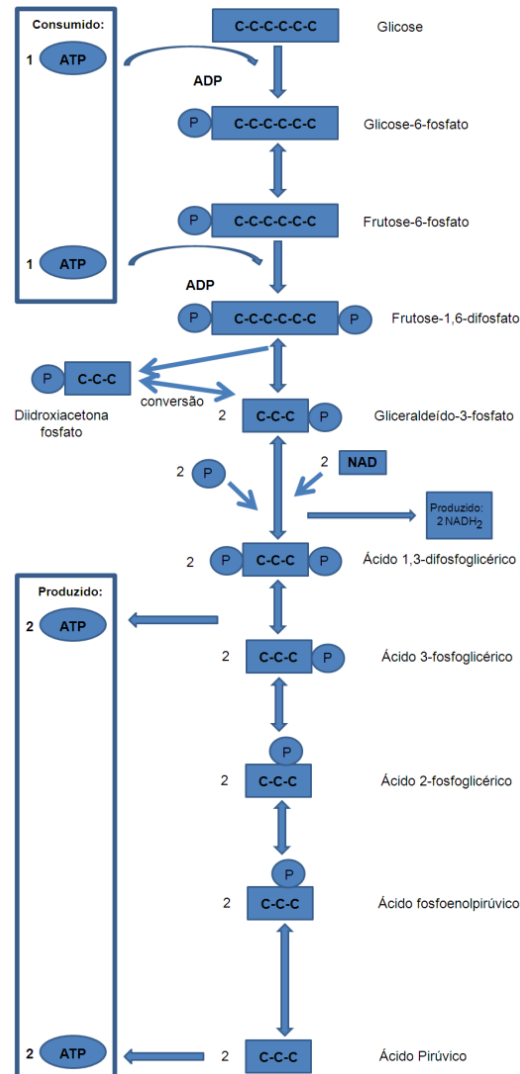 Consumido:
1 ATP
C-C-C-C-C-C Glicose
ADP
P C-C-C-C-C-C Glicose-6-fosfato
P C-C-C-C-C-C Frutose-6-fosfato
1 ATP
ADP
P C-C-C-C-C-C P Frutose-1,6-difosfato
P C-C-C
Diidroxiacetona
fosfato
conversão
2 C-C-C P Gliceraldeído-3-fosfato
2 P
2 NAD
Produzido:
2 NADH2
2 P C-C-C P Ácido 1,3-difosfoglicérico
Produzido:
2 ATP
2 C-C-C P Ácido 3-fosfoglicérico
P
2 C-C-C Ácido 2-fosfoglicérico
P
2 C-C-C Ácido fosfoenolpirúvico
2 ATP
2 C-C-C Ácido Pirúvico